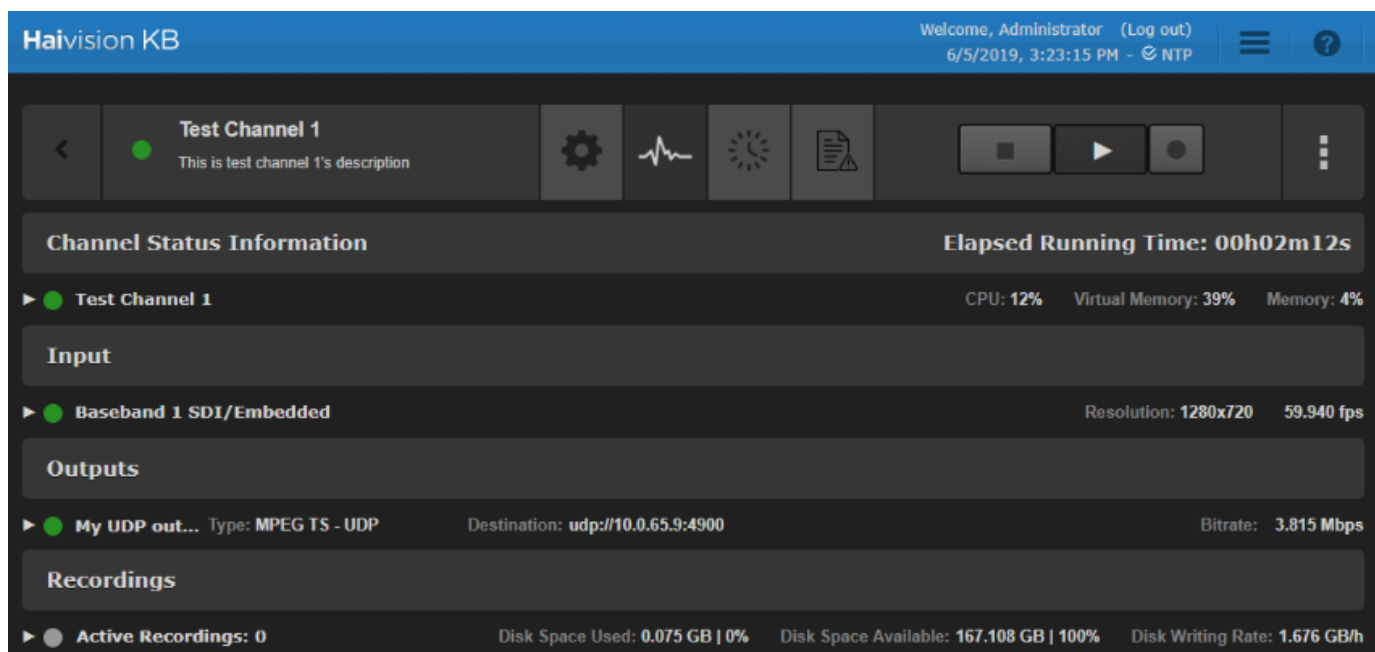 Haivision KB
Welcome, Administrator (Log out)
6/5/2019, 3:23:15 PM - NTP
?
Test Channel 1
This is test channel 1's description
Channel Status Information Elapsed Running Time: 00h02m12s
Test Channel 1 CPU: 12% Virtual Memory: 39% Memory: 4%
Input
Baseband 1 SDI/Embedded Resolution: 1280x720 59.940 fps
Outputs
My UDP out... Type: MPEG TS - UDP Destination: udp://10.0.65.9:4900 Bitrate: 3.815 Mbps
Recordings
Active Recordings: 0 Disk Space Used: 0.075 GB | 0% Disk Space Available: 167.108 GB | 100% Disk Writing Rate: 1.676 GB/h